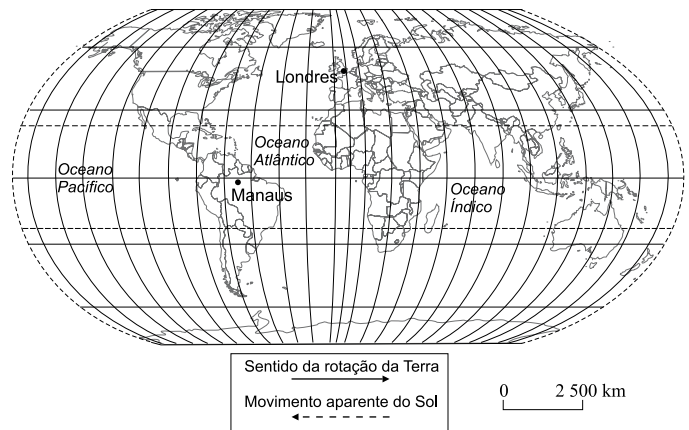 Londres
Oceano
Atlântico
Oceano
Pacífico
Manaus
Oceano
Índico
Sentido da rotação da Terra
Movimento aparente do Sol
0 2 500 km